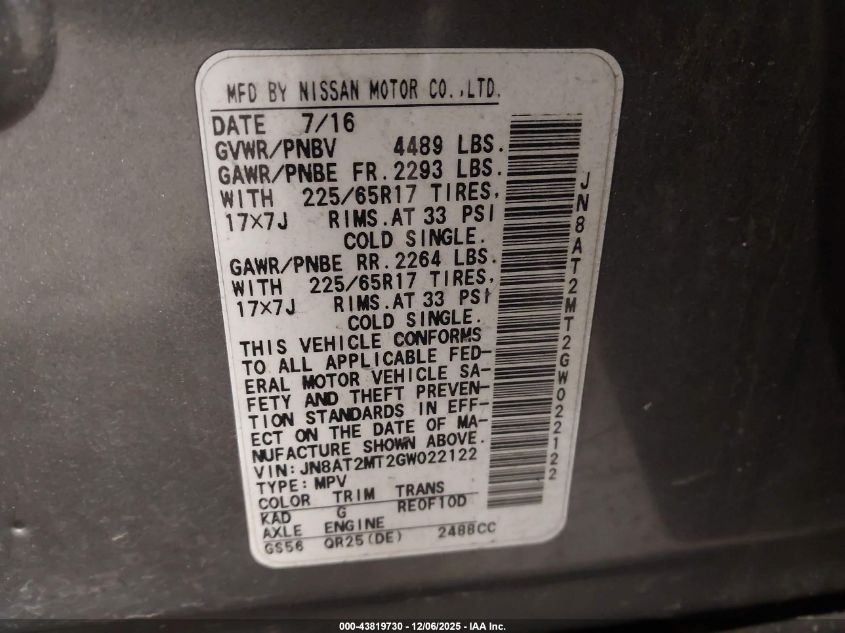 MFD BY NISSAN MOTOR CO.,LTD.
DATE 7/16
GVWR/PNBV 4489 LBS.
GAWR/PNBE FR. 2293 LBS.
WITH 225/65R17 TIRES,
17×7J RIMS.AT 33 PSI
COLD SINGLE.
GAWR/PNBE RR. 2264 LBS.
WITH 225/65R17 TIRES,
17×7J RIMS.AT 33 PSI
COLD SINGLE.
THIS VEHICLE CONFORMS
TO ALL APPLICABLE FED-
ERAL MOTOR VEHICLE SA-
FETY AND THEFT PREVEN-
TION STANDARDS IN EFF-
ECT ON THE DATE OF MA-
NUFACTURE SHOWN ABOVE.
VIN:JN8AT2MT2GW022122
TYPE:MPV
COLOR TRIM TRANS
KAD G RE0F10D
AXLE ENGINE
GS56 QR25(DE) 2488CC
JN8AT2MT2GW022122
000-43819730 - 12/06/2025 - IAA Inc.